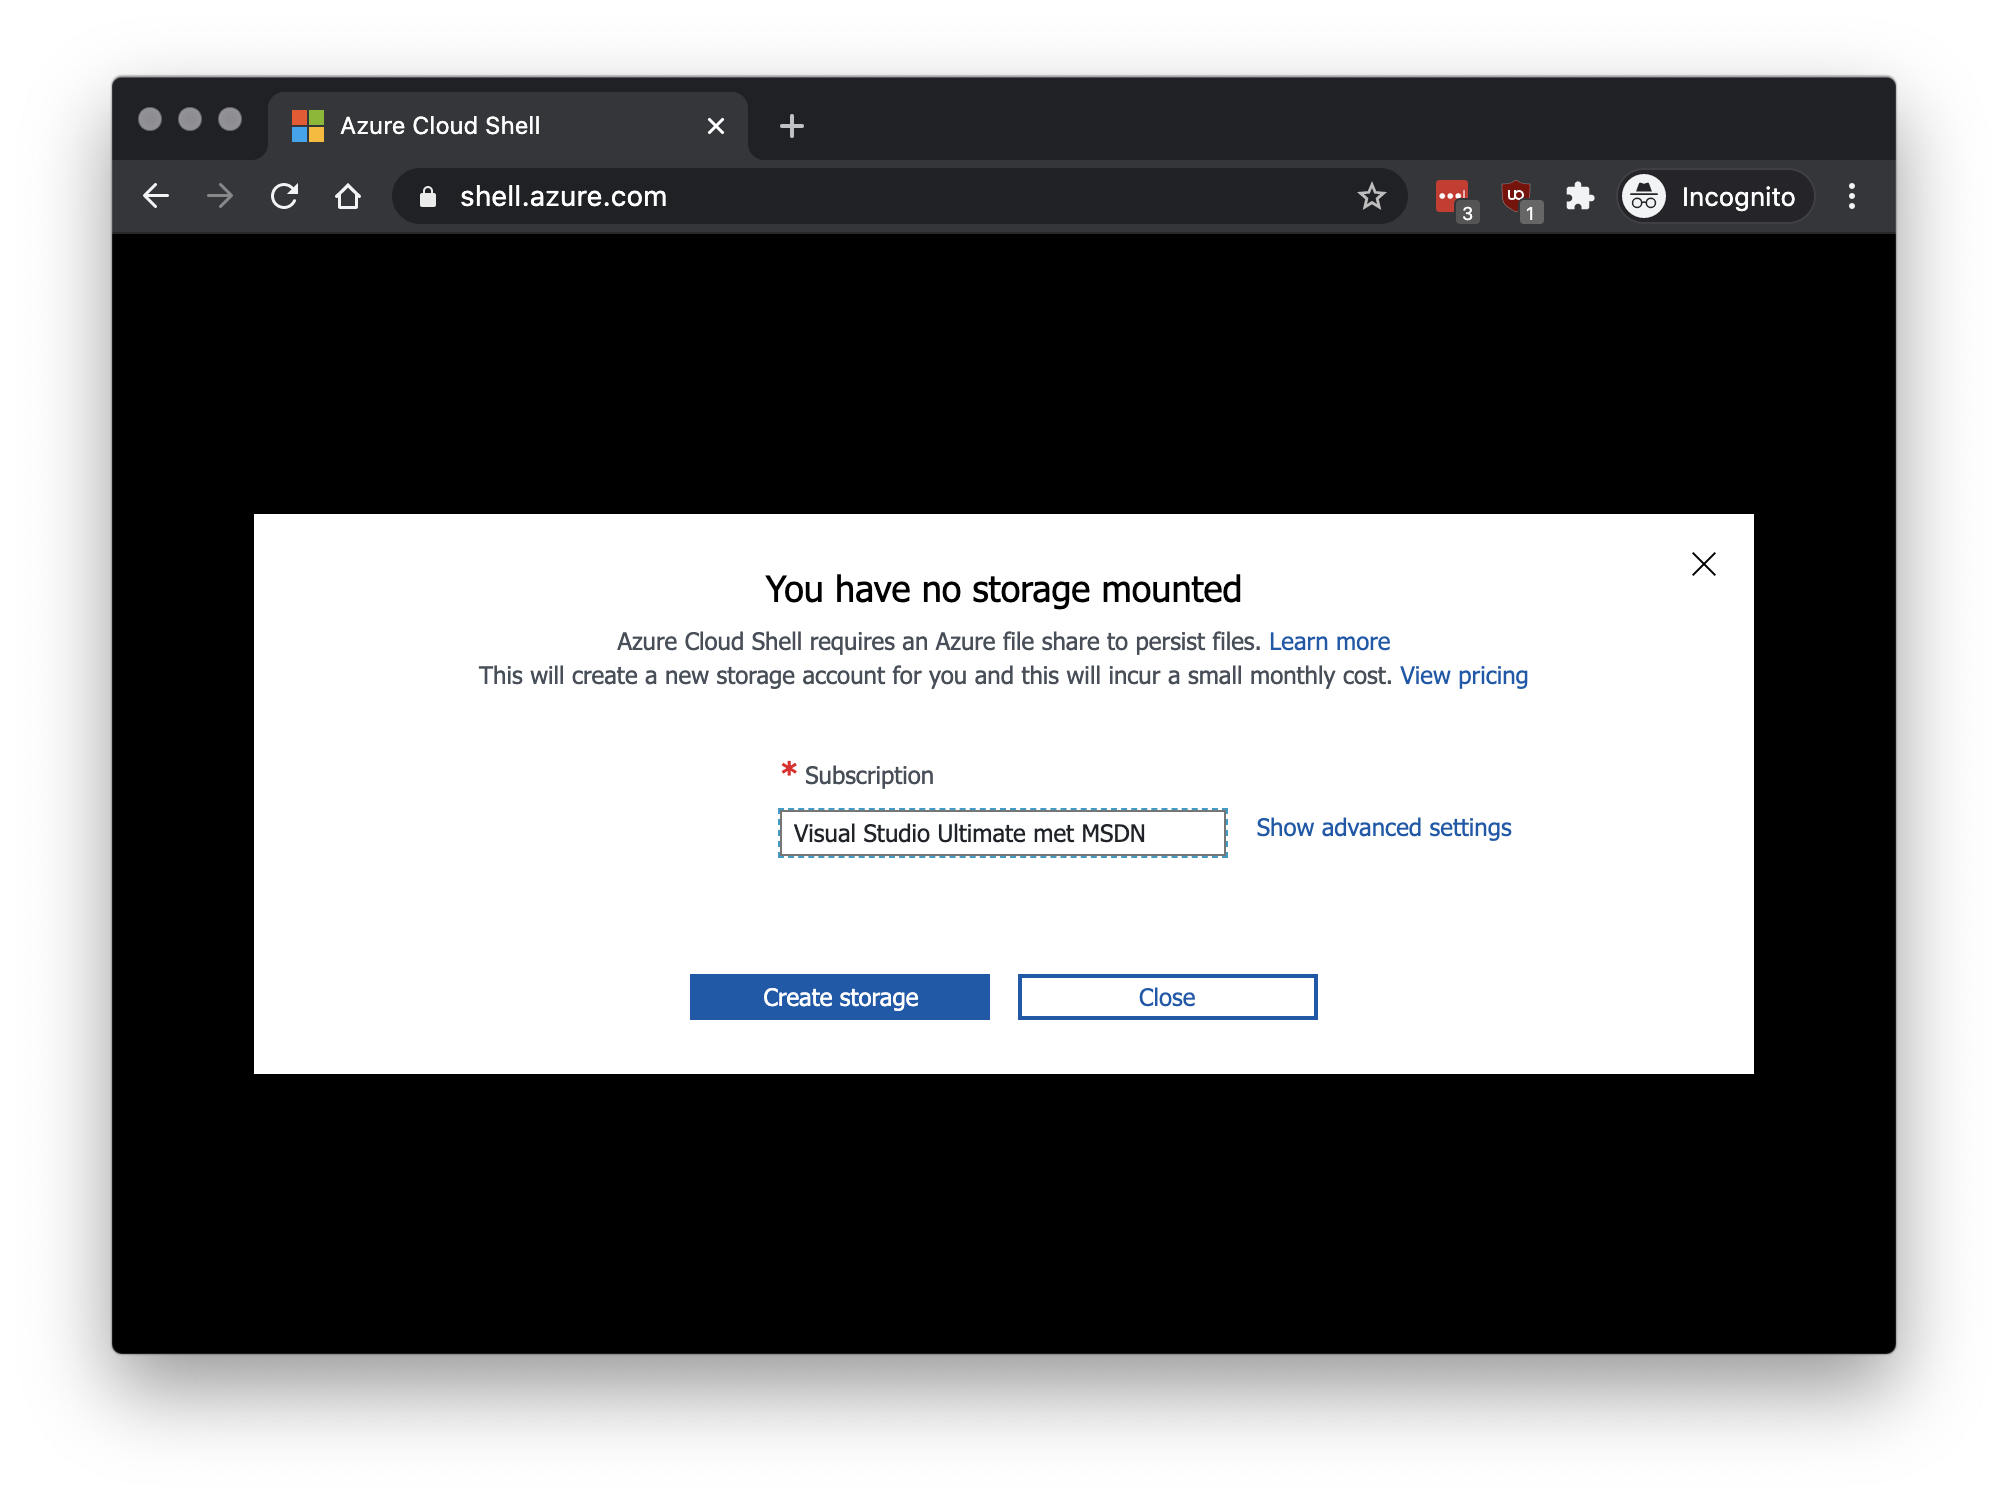 Azure Cloud Shell
shell.azure.com
3
1
Incognito
You have no storage mounted
Azure Cloud Shell requires an Azure file share to persist files. Learn more
This will create a new storage account for you and this will incur a small monthly cost. View pricing
* Subscription
Visual Studio Ultimate met MSDN
Show advanced settings
Create storage
Close